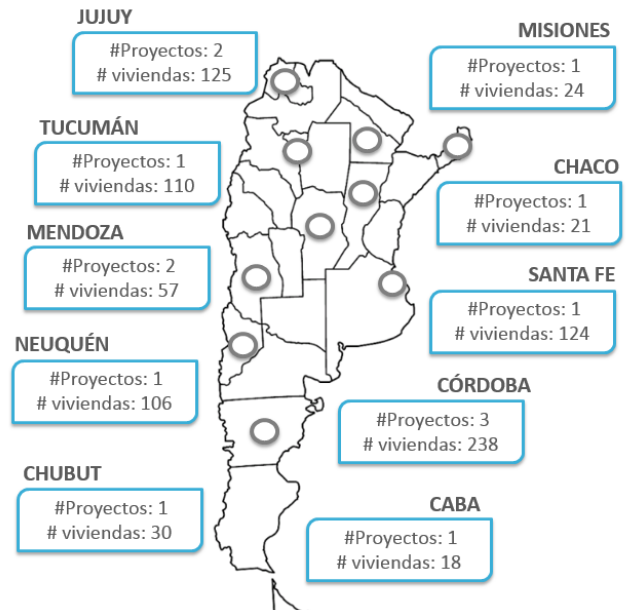 JUJUY
#Proyectos: 2
# viviendas: 125
MISIONES
#Proyectos: 1
# viviendas: 24
TUCUMÁN
#Proyectos: 1
# viviendas: 110
CHACO
#Proyectos: 1
# viviendas: 21
MENDOZA
#Proyectos: 2
# viviendas: 57
SANTA FE
#Proyectos: 1
# viviendas: 124
NEUQUÉN
#Proyectos: 1
# viviendas: 106
CÓRDOBA
#Proyectos: 3
# viviendas: 238
CHUBUT
#Proyectos: 1
# viviendas: 30
CABA
#Proyectos: 1
# viviendas: 18